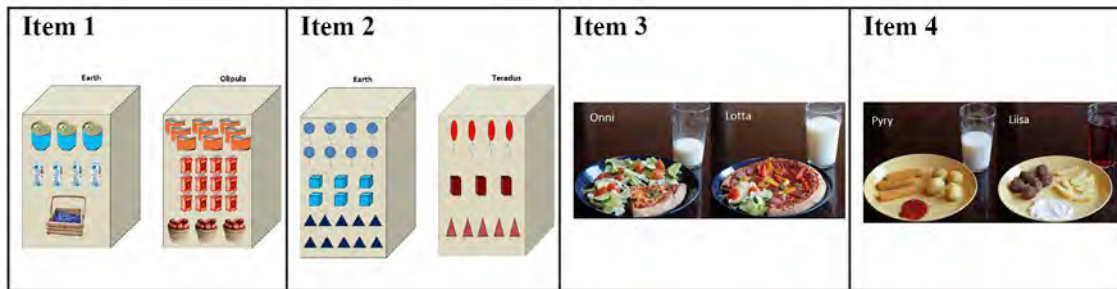 Item 1
Earth
Olipula
Item 2
Earth
Teradus
Item 3
Onni
Lotta
Item 4
Pyry
Liisa